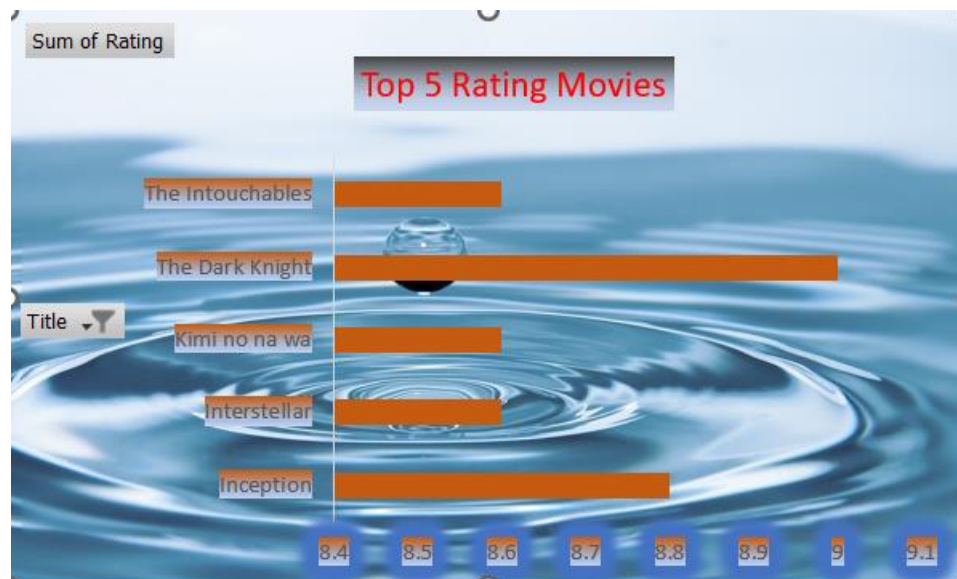 Sum of Rating
Top 5 Rating Movies
The Intouchables
The Dark Knight
Title
Kimi no na wa
Interstellar
Inception
8.4 8.5 8.6 8.7 8.8 8.9 9 9.1